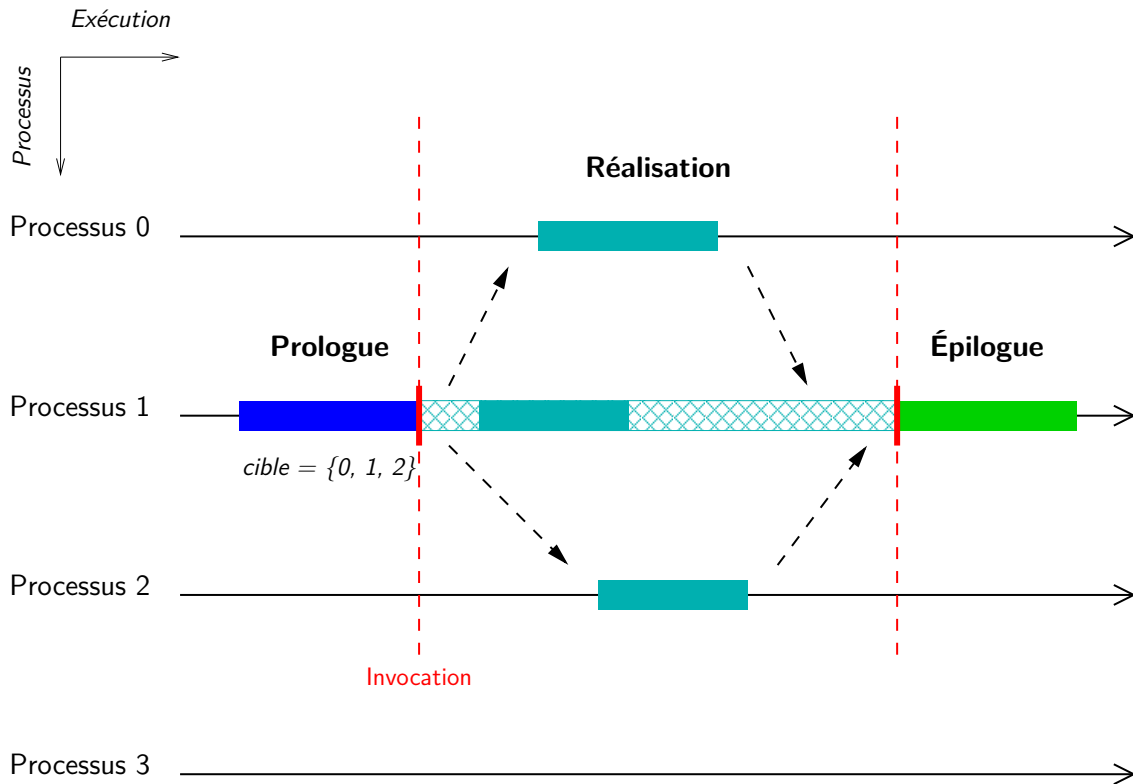 Exécution
Processus
Réalisation
Processus 0
Prologue
Épilogue
Processus 1
cible = {0, 1, 2}
Processus 2
Invocation
Processus 3